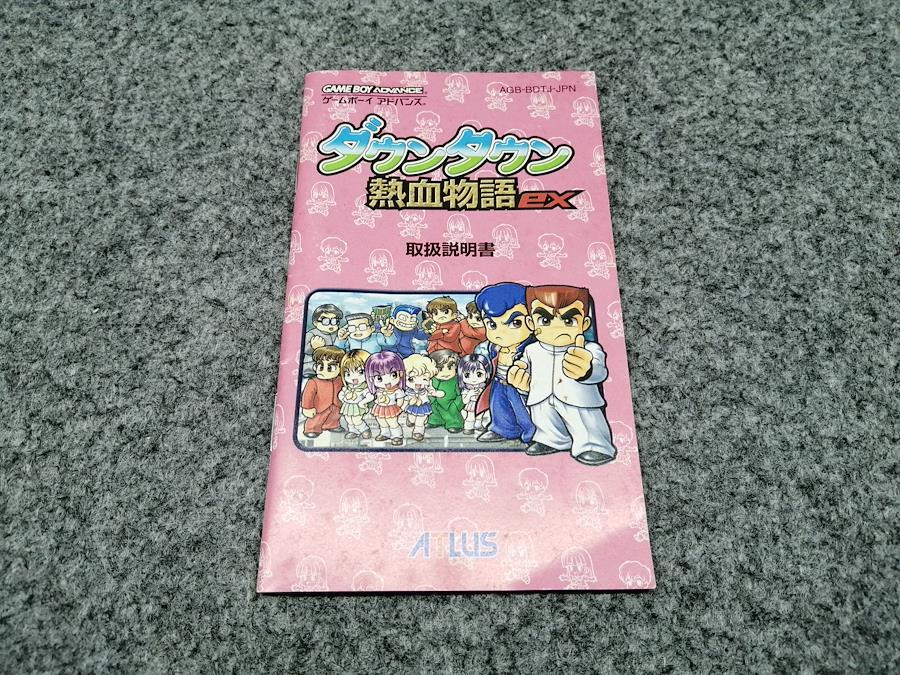 GAME BOY ADVANCE
AGB-BDTJ-JPN
ゲームボーイ アドバンス
ダウンタウン
熱血物語ex
取扱説明書
ATLUS